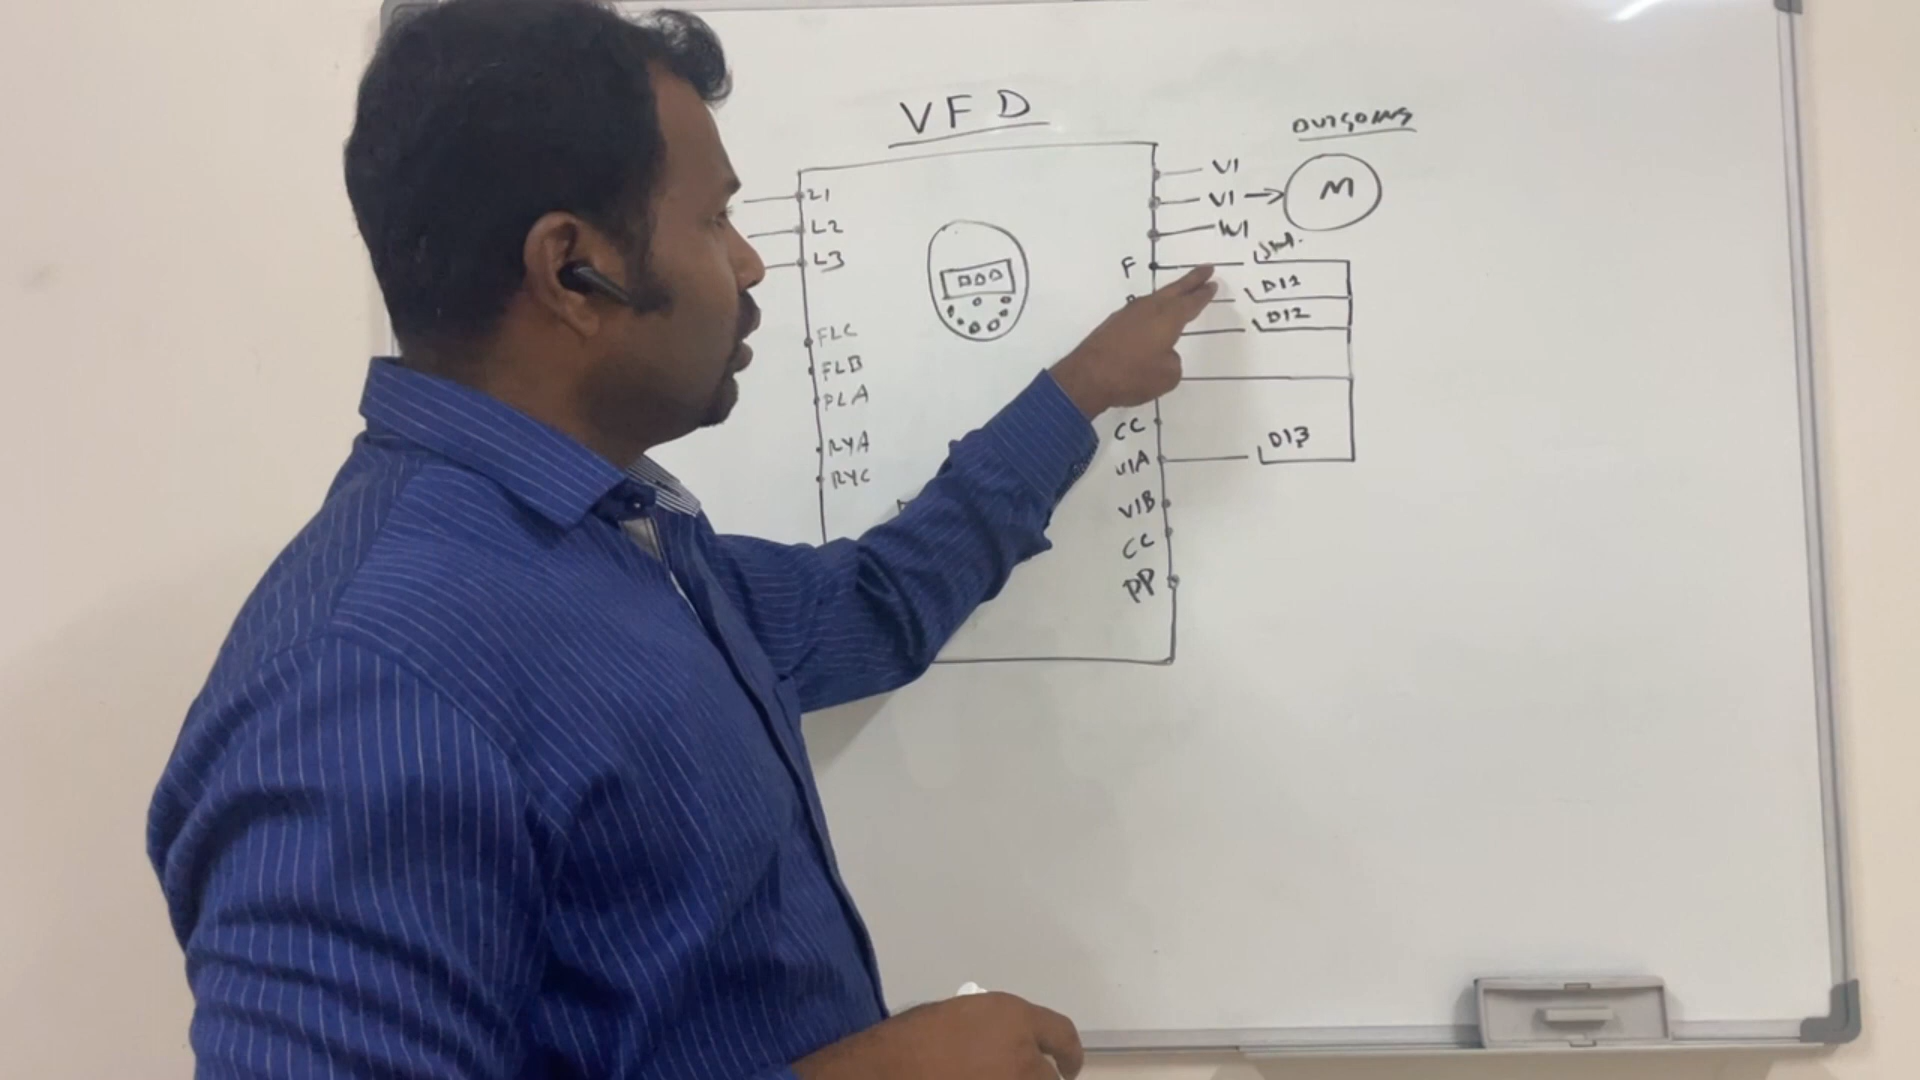 VFD
OUTGOING
L1
L2
L3
FLC
FLB
FLA
RYA
RYC
V1
V1
W1
M
F
DI1
DI2
CC
VIA
DI3
VIB
CC
PP